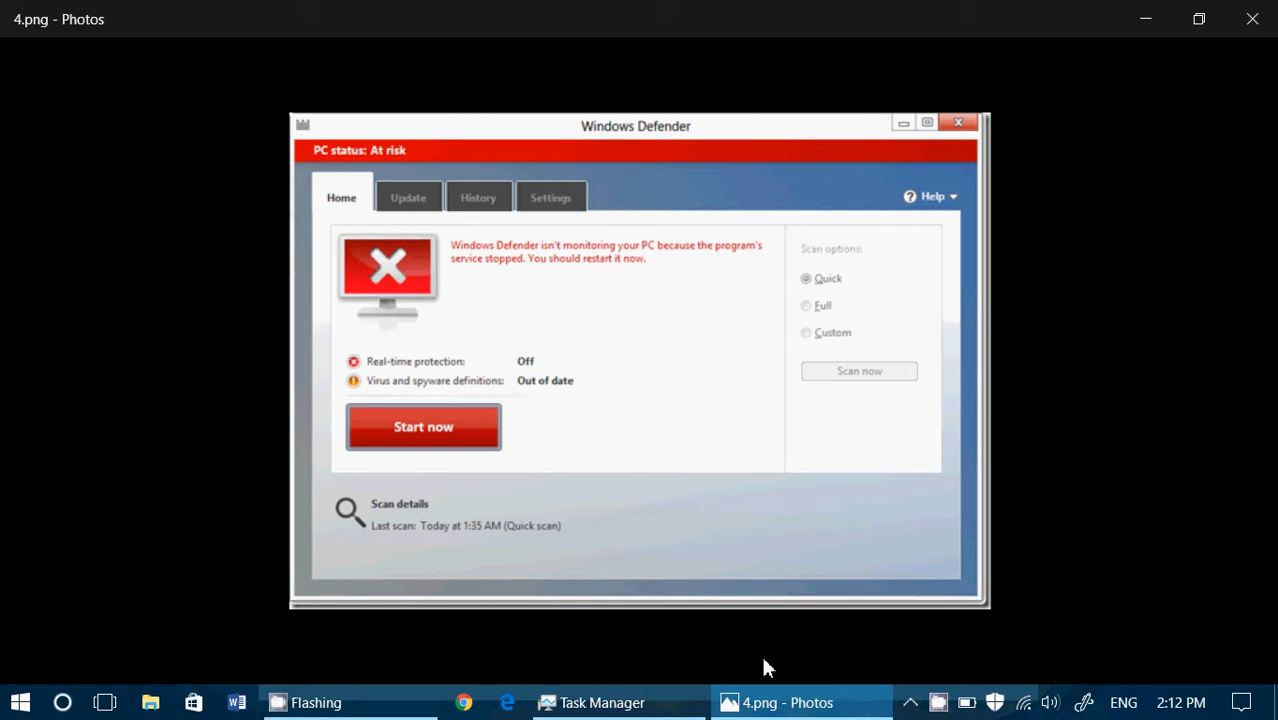 4.png - Photos
Windows Defender
PC status: At risk
Home
Update
History
Settings
Help
Windows Defender isn't monitoring your PC because the program's
service stopped. You should restart it now.
Scan options:
Quick
Full
Custom
Scan now
Real-time protection: Off
Virus and spyware definitions: Out of date
Start now
Scan details
Last scan: Today at 1:35 AM (Quick scan)
Flashing
Task Manager
4.png - Photos
ENG
2:12 PM